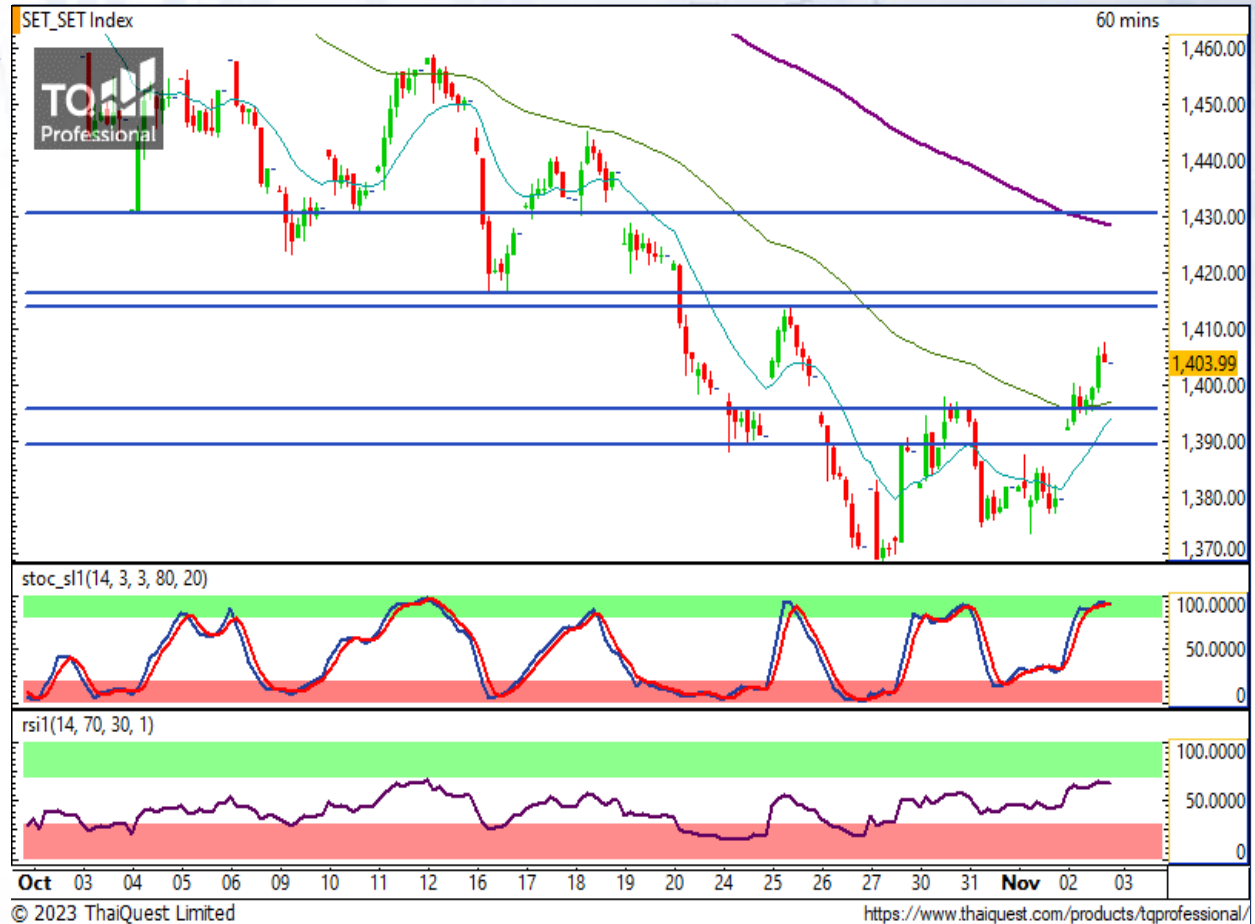 SET_SET Index 60 mins
TQ
Professional
1,460.00
1,450.00
1,440.00
1,430.00
1,420.00
1,410.00
1,403.99
1,400.00
1,390.00
1,380.00
1,370.00
stoc_sl1(14, 3, 3, 80, 20)
100.0000
50.0000
0
rsi1(14, 70, 30, 1)
100.0000
50.0000
0
Oct 03 04 05 06 09 10 11 12 16 17 18 19 20 24 25 26 27 30 31 Nov 02 03
© 2023 ThaiQuest Limited https://www.thaiquest.com/products/tqprofessional/